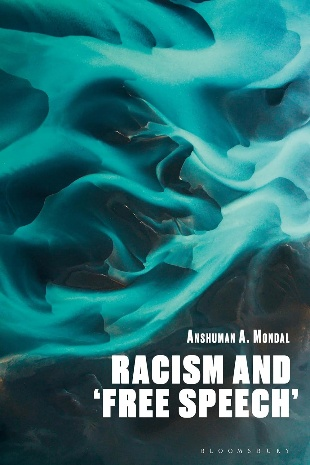 ANSHUMAN A. MONDAL
RACISM AND
‘FREE SPEECH’
BLOOMSBURY